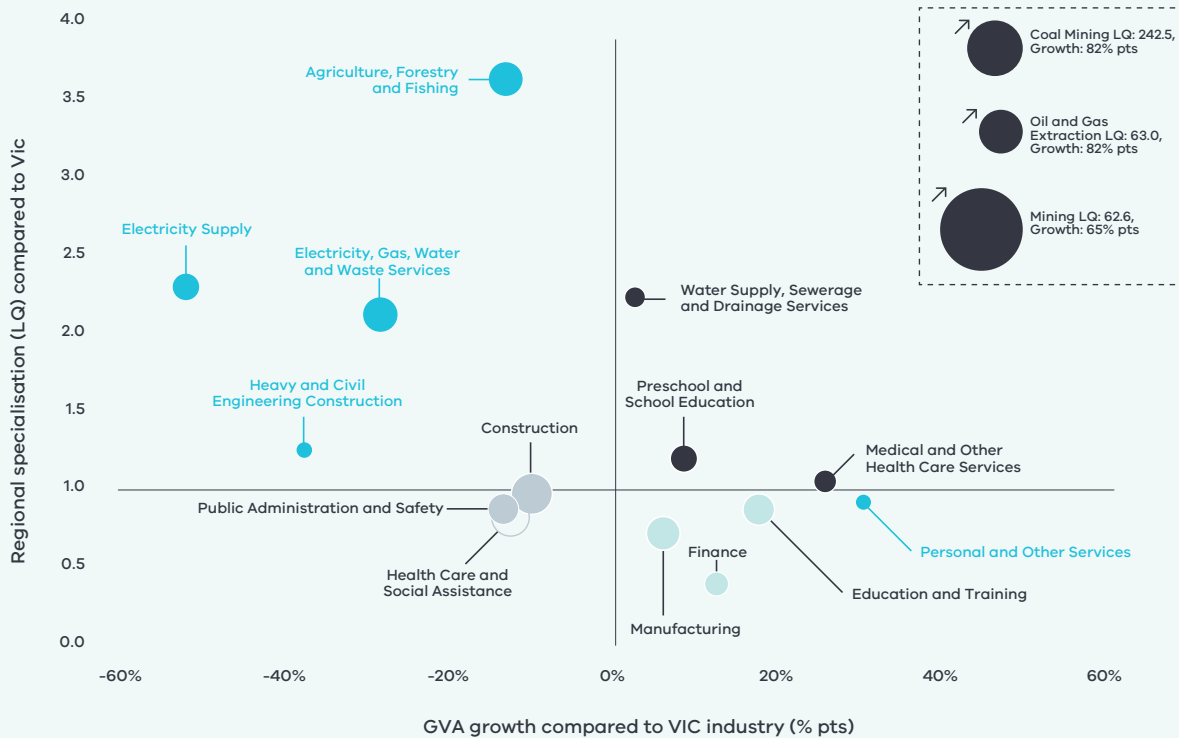 4.0
3.5
3.0
2.5
2.0
1.5
1.0
0.5
0.0
Regional specialisation (LQ) compared to Vic
Agriculture, Forestry
and Fishing
Electricity Supply
Electricity, Gas, Water
and Waste Services
Heavy and Civil
Engineering Construction
Construction
Public Administration and Safety
Health Care and
Social Assistance
Coal Mining LQ: 242.5,
Growth: 82% pts
Oil and Gas
Extraction LQ: 63.0,
Growth: 82% pts
Mining LQ: 62.6,
Growth: 65% pts
Water Supply, Sewerage
and Drainage Services
Preschool and
School Education
Medical and Other
Health Care Services
Personal and Other Services
Finance
Education and Training
Manufacturing
-60%
-40%
-20%
0%
20%
40%
60%
GVA growth compared to VIC industry (% pts)